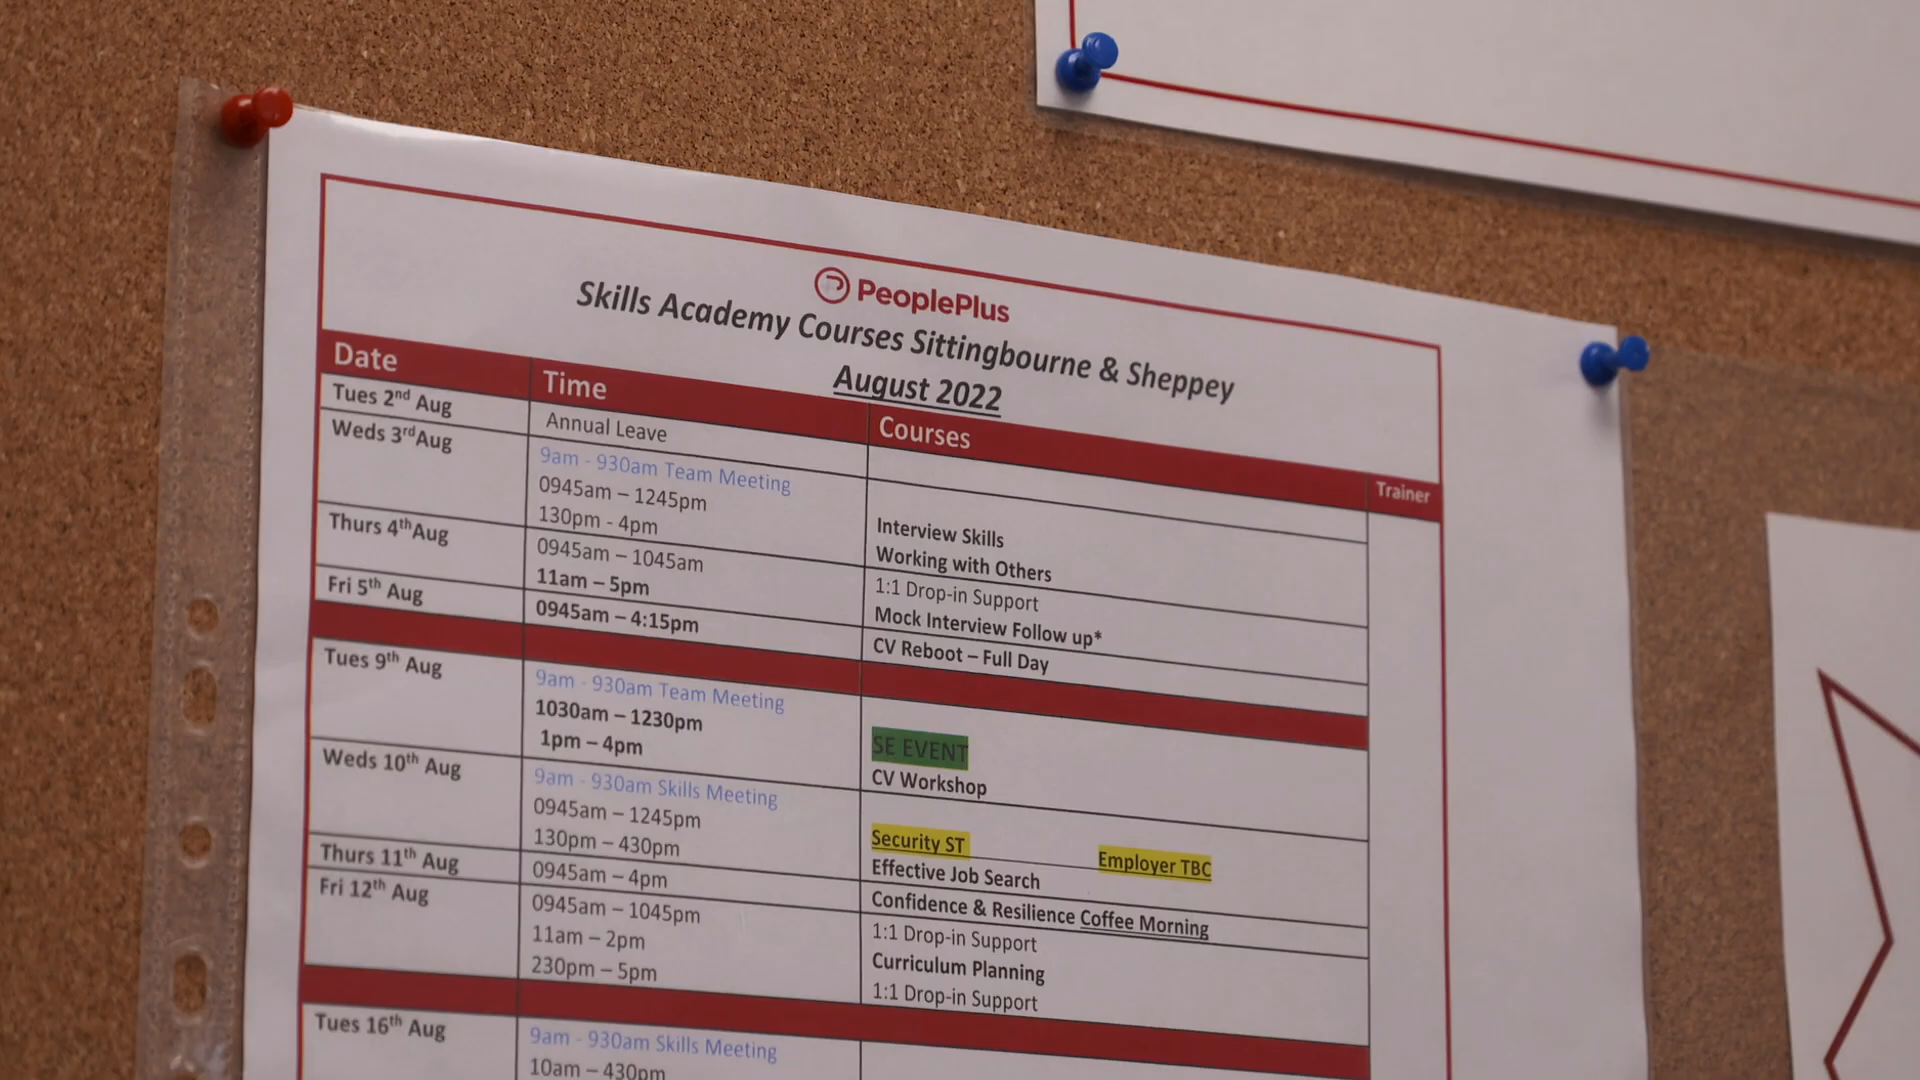 PeoplePlus
Skills Academy Courses Sittingbourne & Sheppey
August 2022
Date Time Courses Trainer
Tues 2nd Aug Annual Leave
Weds 3rdAug 9am - 930am Team Meeting
0945am – 1245pm Interview Skills
130pm - 4pm Working with Others
Thurs 4thAug 0945am – 1045am 1:1 Drop-in Support
11am – 5pm Mock Interview Follow up*
Fri 5th Aug 0945am – 4:15pm CV Reboot – Full Day
Tues 9th Aug 9am - 930am Team Meeting
1030am – 1230pm SE EVENT
1pm – 4pm CV Workshop
Weds 10th Aug 9am - 930am Skills Meeting
0945am – 1245pm Security ST Employer TBC
130pm – 430pm Effective Job Search
Thurs 11th Aug 0945am – 4pm Confidence & Resilience Coffee Morning
Fri 12th Aug 0945am – 1045pm 1:1 Drop-in Support
11am – 2pm Curriculum Planning
230pm – 5pm 1:1 Drop-in Support
Tues 16th Aug 9am - 930am Skills Meeting
10am – 430pm